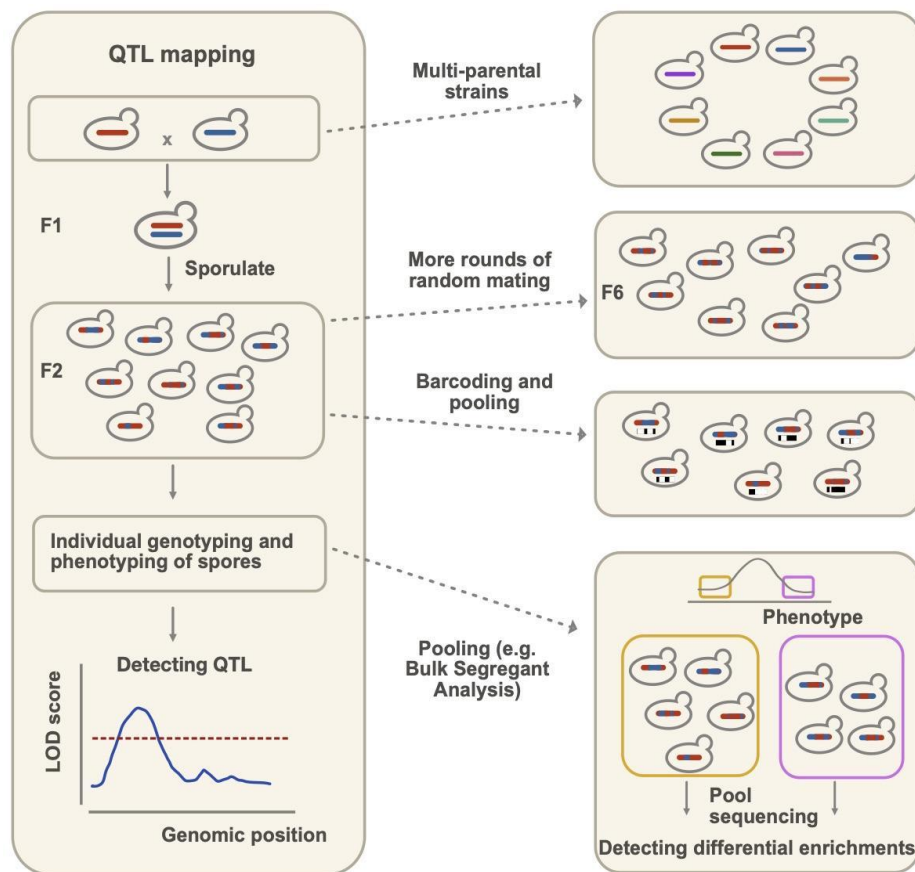 QTL mapping
x
F1
Sporulate
F2
Individual genotyping and
phenotyping of spores
Detecting QTL
LOD score
Genomic position
Multi-parental
strains
More rounds of
random mating
F6
Barcoding and
pooling
Pooling (e.g.
Bulk Segregant
Analysis)
Phenotype
Pool
sequencing
Detecting differential enrichments